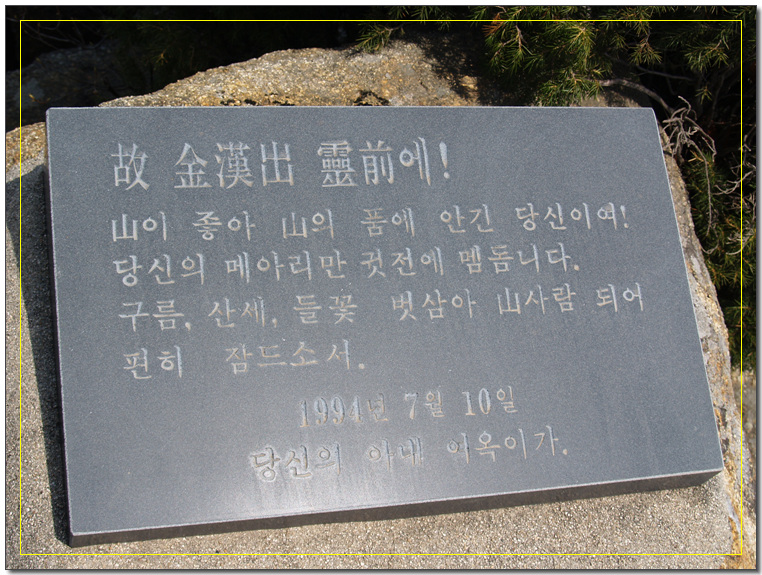 故 金漢出 靈前에!
山이 좋아 山의 품에 안긴 당신이여!
당신의 메아리만 귓전에 멤돕니다.
구름, 산세, 들꽃 벗삼아 山사람 되어
편히 잠드소서.
1994년 7월 10일
당신의 아내 여옥이가.